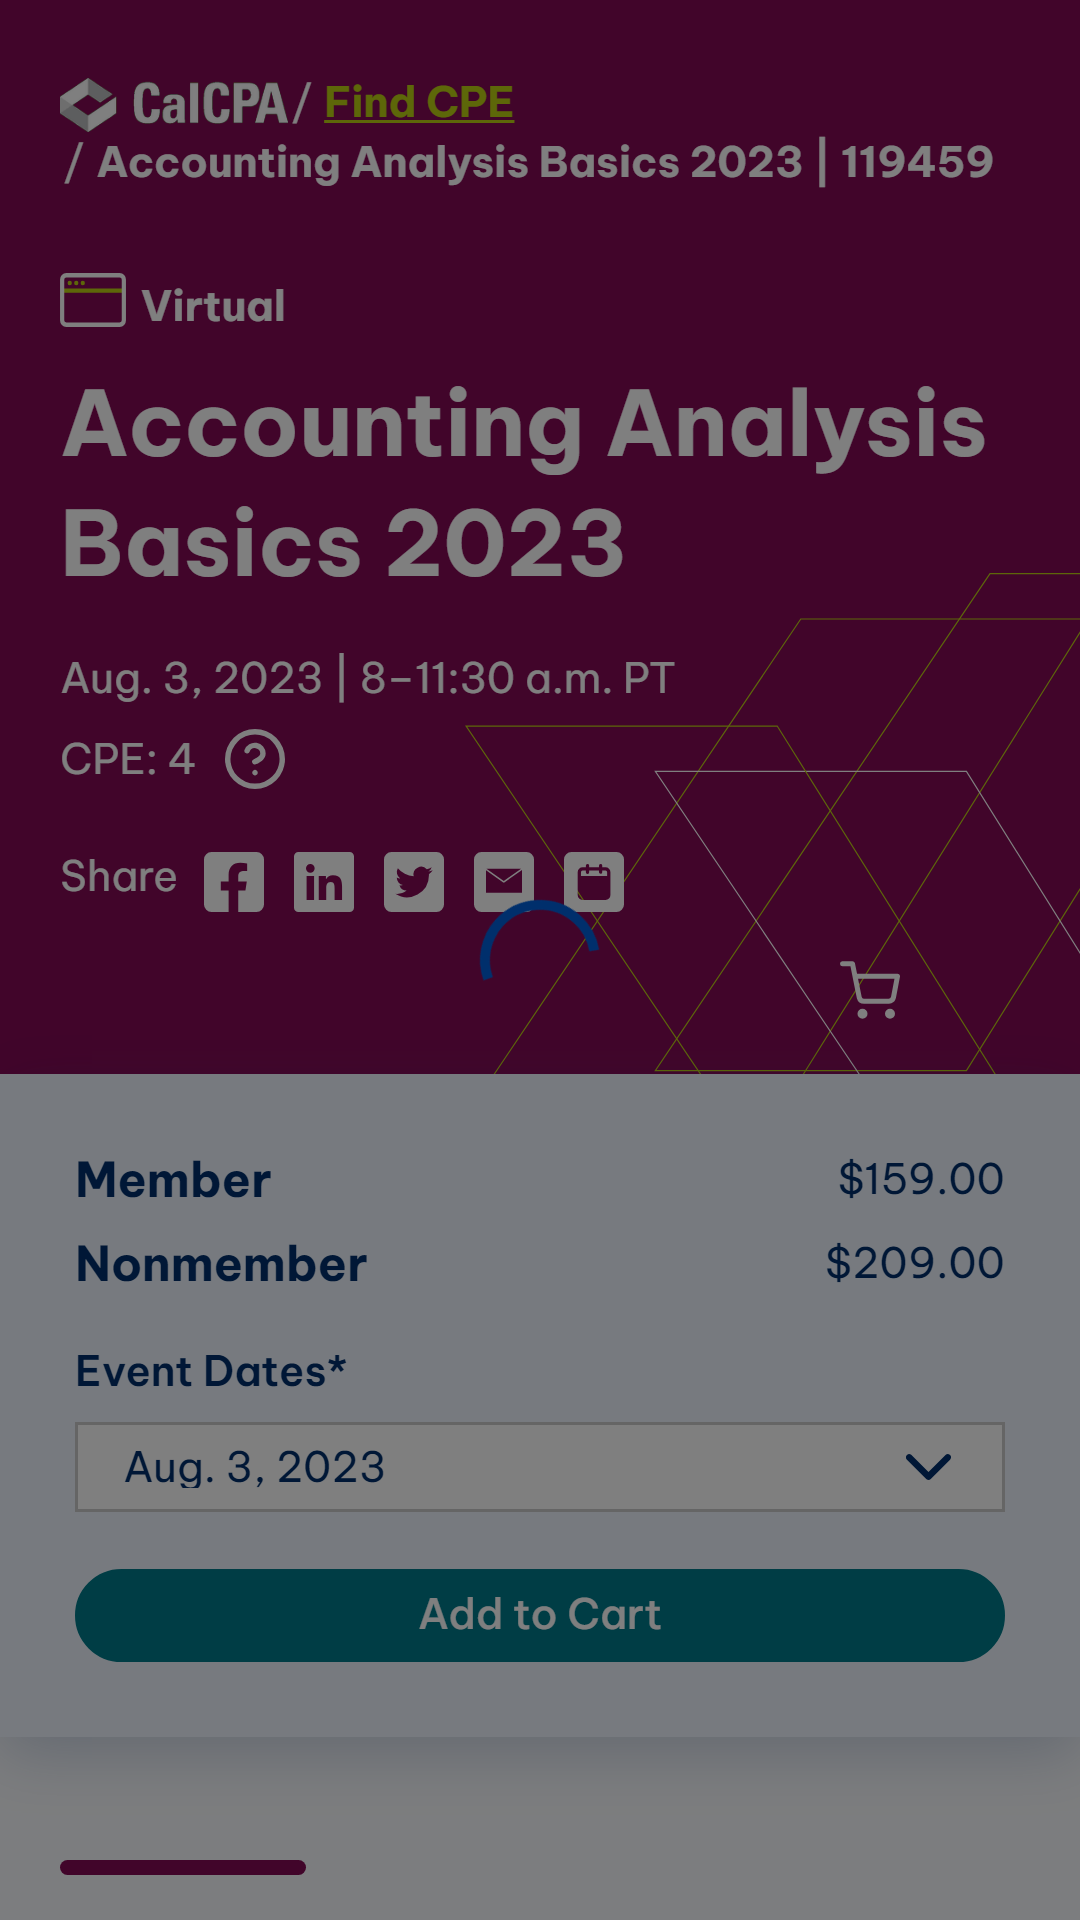 CalCPA / Find CPE
/ Accounting Analysis Basics 2023 | 119459
Virtual
Accounting Analysis
Basics 2023
Aug. 3, 2023 | 8–11:30 a.m. PT
CPE: 4 ?
Share
Member $159.00
Nonmember $209.00
Event Dates*
Aug. 3, 2023
Add to Cart